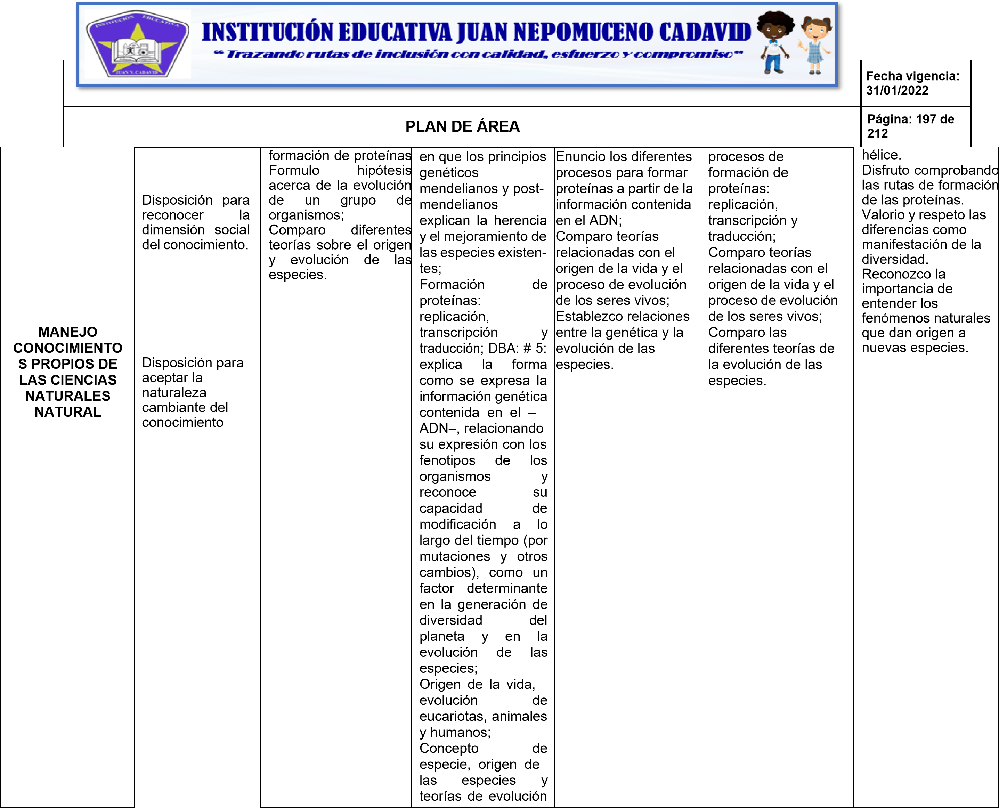 INSTITUCIÓN EDUCATIVA
JUAN N. CADAVID
INSTITUCIÓN EDUCATIVA JUAN NEPOMUCENO CADAVID
“ Trazando rutas de inclusión con calidad, esfuerzo y compromiso“
Fecha vigencia:
31/01/2022
PLAN DE ÁREA
Página: 197 de
212
MANEJO
CONOCIMIENTO
S PROPIOS DE
LAS CIENCIAS
NATURALES
NATURAL
Disposición para
reconocer la
dimensión social
del conocimiento.
Disposición para
aceptar la
naturaleza
cambiante del
conocimiento
formación de proteínas
Formulo hipótesis
acerca de la evolución
de un grupo de
organismos;
Comparo diferentes
teorías sobre el origen
y evolución de las
especies.
en que los principios
genéticos
mendelianos y post-
mendelianos
explican la herencia
y el mejoramiento de
las especies existen-
tes;
Formación de
proteínas:
replicación,
transcripción y
traducción; DBA: # 5:
explica la forma
como se expresa la
información genética
contenida en el –
ADN–, relacionando
su expresión con los
fenotipos de los
organismos y
reconoce su
capacidad de
modificación a lo
largo del tiempo (por
mutaciones y otros
cambios), como un
factor determinante
en la generación de
diversidad del
planeta y en la
evolución de las
especies;
Origen de la vida,
evolución de
eucariotas, animales
y humanos;
Concepto de
especie, origen de
las especies y
teorías de evolución
Enuncio los diferentes
procesos para formar
proteínas a partir de la
información contenida
en el ADN;
Comparo teorías
relacionadas con el
origen de la vida y el
proceso de evolución
de los seres vivos;
Establezco relaciones
entre la genética y la
evolución de las
especies.
procesos de
formación de
proteínas:
replicación,
transcripción y
traducción;
Comparo teorías
relacionadas con el
origen de la vida y el
proceso de evolución
de los seres vivos;
Comparo las
diferentes teorías de
la evolución de las
especies.
hélice.
Disfruto comprobando
las rutas de formación
de las proteínas.
Valorio y respeto las
diferencias como
manifestación de la
diversidad.
Reconozco la
importancia de
entender los
fenómenos naturales
que dan origen a
nuevas especies.